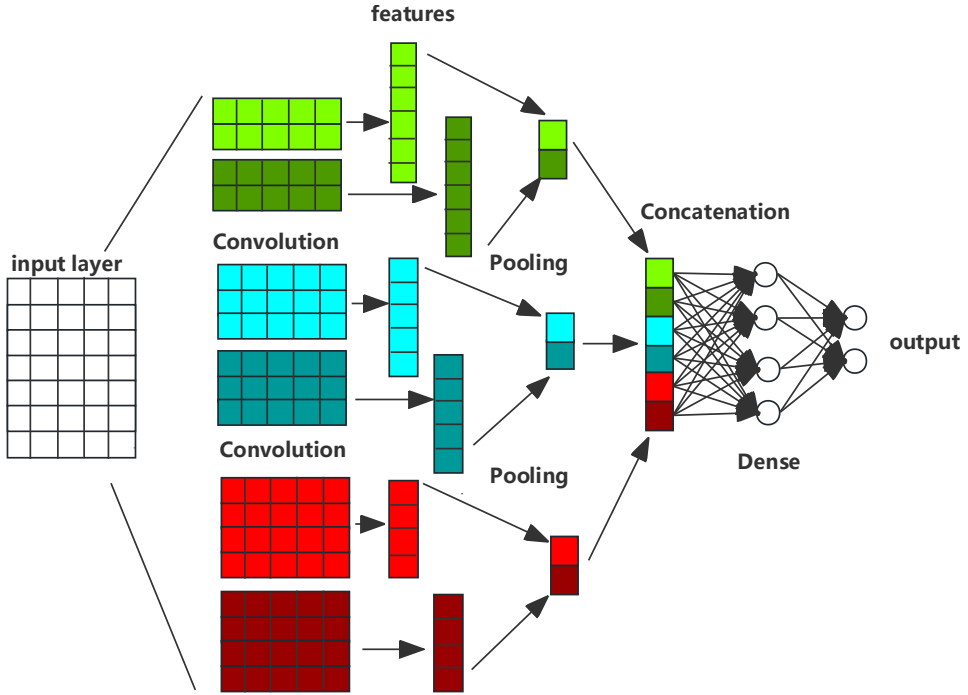 features
Concatenation
Convolution
input layer
Pooling
output
Convolution
Dense
Pooling